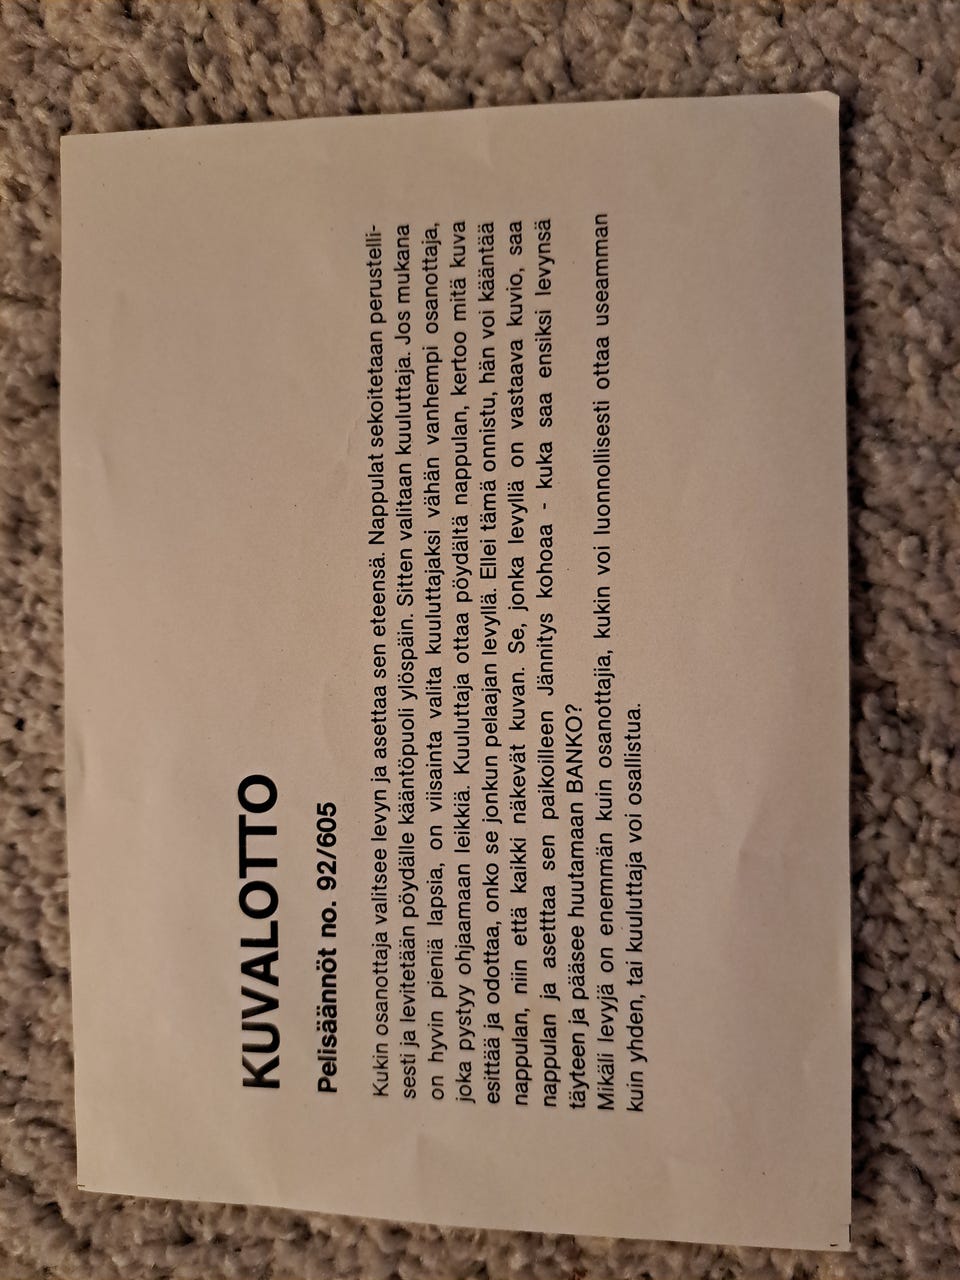 KUVALOTTO
Pelisäännöt no. 92/605
Kukin osanottaja valitsee levyn ja asettaa sen eteensä. Nappulat sekoitetaan perustelli-
sesti ja levitetään pöydälle kääntöpuoli ylöspäin. Sitten valitaan kuuluttaja. Jos mukana
on hyvin pieniä lapsia, on viisainta valita kuuluttajaksi vähän vanhempi osanottaja,
joka pystyy ohjaamaan leikkiä. Kuuluttaja ottaa pöydältä nappulan, kertoo mitä kuva
esittää ja odottaa, onko se jonkun pelaajan levyllä. Ellei tämä onnistu, hän voi kääntää
nappulan, niin että kaikki näkevät kuvan. Se, jonka levyllä on vastaava kuvio, saa
nappulan ja asetttaa sen paikoilleen Jännitys kohoaa - kuka saa ensiksi levynsä
täyteen ja pääsee huutamaan BANKO?
Mikäli levyjä on enemmän kuin osanottajia, kukin voi luonnollisesti ottaa useamman
kuin yhden, tai kuuluttaja voi osallistua.